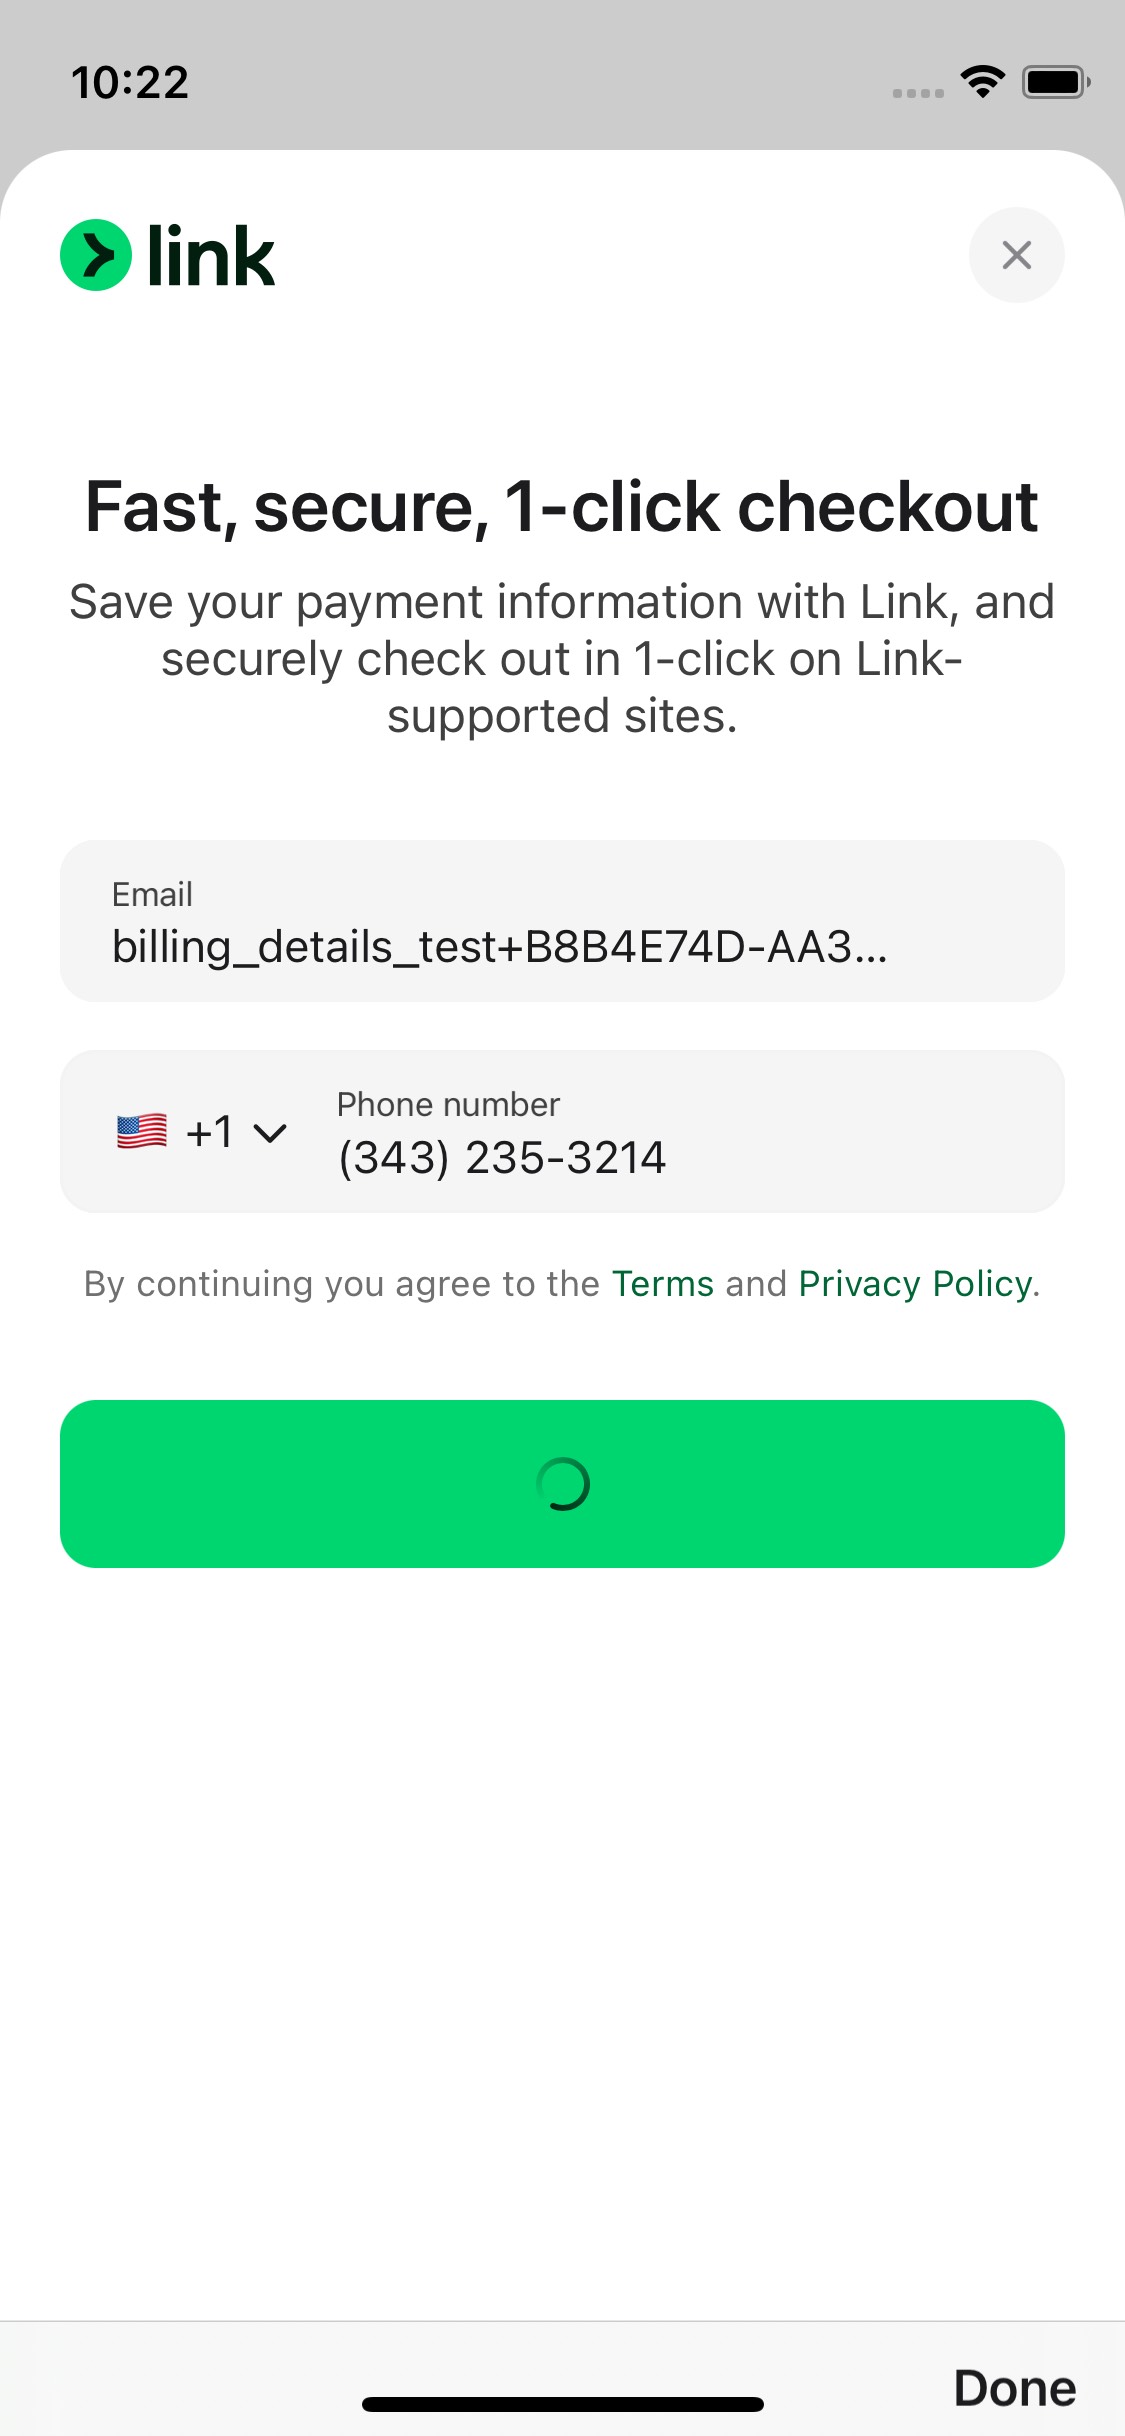 10:22
link
Fast, secure, 1-click checkout
Save your payment information with Link, and
securely check out in 1-click on Link-
supported sites.
Email
billing_details_test+B8B4E74D-AA3...
+1
Phone number
(343) 235-3214
By continuing you agree to the Terms and Privacy Policy.
Done